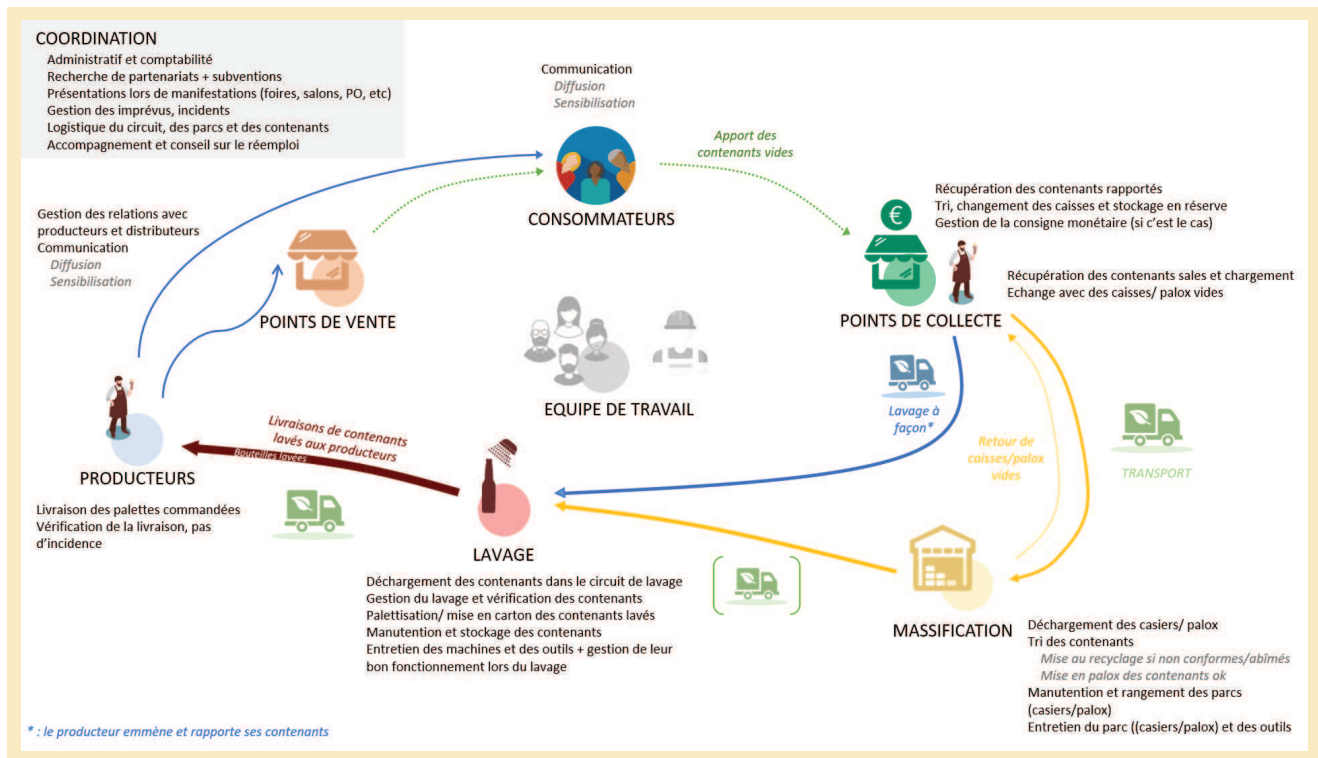 COORDINATION
Administratif et comptabilité
Recherche de partenariats + subventions
Présentations lors de manifestations (foires, salons, PO, etc)
Gestion des imprévus, incidents
Logistique du circuit, des parcs et des contenants
Accompagnement et conseil sur le réemploi
Communication
Diffusion
Sensibilisation
CONSOMMATEURS
Apport des
contenants vides
Récupération des contenants rapportés
Tri, changement des caisses et stockage en réserve
Gestion de la consigne monétaire (si c'est le cas)
€
Récupération des contenants sales et chargement
Echange avec des caisses/ palox vides
POINTS DE COLLECTE
Gestion des relations avec
producteurs et distributeurs
Communication
Diffusion
Sensibilisation
POINTS DE VENTE
EQUIPE DE TRAVAIL
Lavage à
façon*
Retour de
caisses/palox
vides
TRANSPORT
Livraisons de contenants
lavés aux producteurs
Bouteilles lavées
PRODUCTEURS
Livraison des palettes commandées
Vérification de la livraison, pas
d'incidence
LAVAGE
Déchargement des contenants dans le circuit de lavage
Gestion du lavage et vérification des contenants
Palettisation/ mise en carton des contenants lavés
Manutention et stockage des contenants
Entretien des machines et des outils + gestion de leur
bon fonctionnement lors du lavage
MASSIFICATION
Déchargement des casiers/ palox
Tri des contenants
Mise au recyclage si non conformes/abîmés
Mise en palox des contenants ok
Manutention et rangement des parcs
(casiers/palox)
Entretien du parc ((casiers/palox) et des outils
* : le producteur emmène et rapporte ses contenants